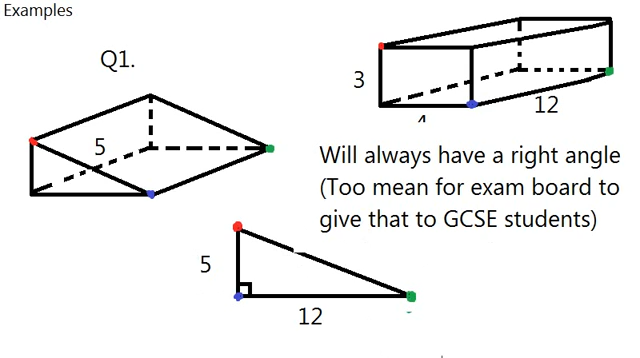 Examples
Q1.
5
3
4
12
Will always have a right angle
(Too mean for exam board to
give that to GCSE students)
5
12